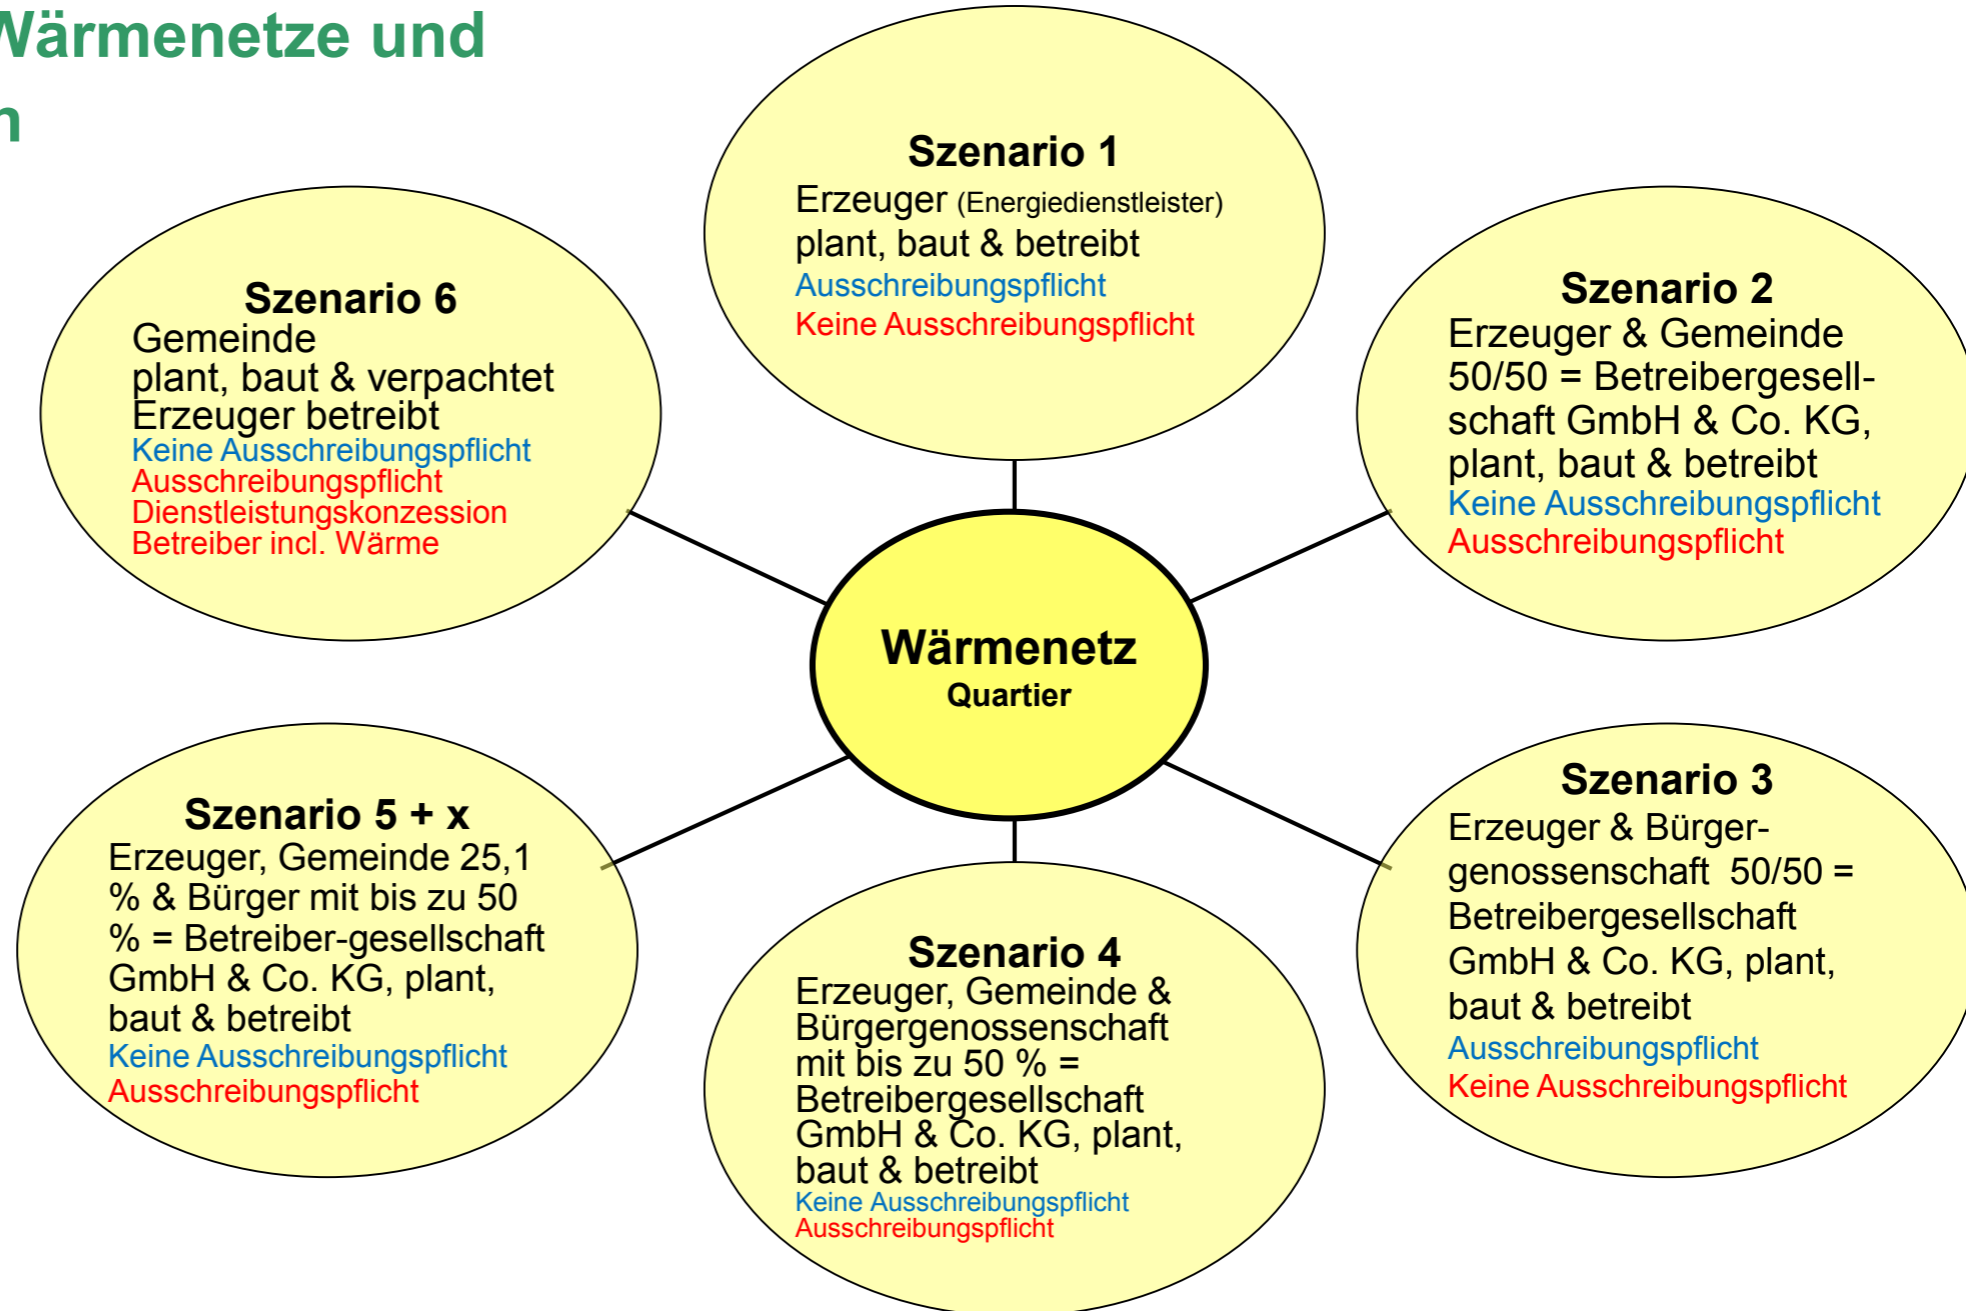 Wärmenetze und
n
Szenario 1
Erzeuger (Energiedienstleister)
plant, baut & betreibt
Ausschreibungspflicht
Keine Ausschreibungspflicht
Szenario 2
Erzeuger & Gemeinde
50/50 = Betreibergesell-
schaft GmbH & Co. KG,
plant, baut & betreibt
Keine Ausschreibungspflicht
Ausschreibungspflicht
Szenario 3
Erzeuger & Bürger-
genossenschaft 50/50 =
Betreibergesellschaft
GmbH & Co. KG, plant,
baut & betreibt
Ausschreibungspflicht
Keine Ausschreibungspflicht
Szenario 4
Erzeuger, Gemeinde &
Bürgergenossenschaft
mit bis zu 50 % =
Betreibergesellschaft
GmbH & Co. KG, plant,
baut & betreibt
Keine Ausschreibungspflicht
Ausschreibungspflicht
Szenario 5 + x
Erzeuger, Gemeinde 25,1
% & Bürger mit bis zu 50
% = Betreiber-gesellschaft
GmbH & Co. KG, plant,
baut & betreibt
Keine Ausschreibungspflicht
Ausschreibungspflicht
Szenario 6
Gemeinde
plant, baut & verpachtet
Erzeuger betreibt
Keine Ausschreibungspflicht
Ausschreibungspflicht
Dienstleistungskonzession
Betreiber incl. Wärme
Wärmenetz
Quartier